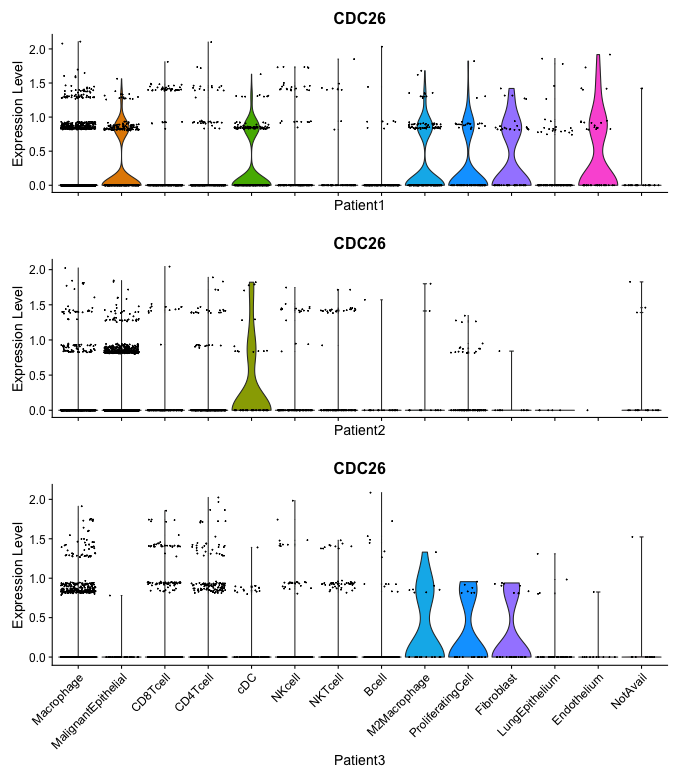 CDC26
Expression Level
2.0
1.5
1.0
0.5
0.0
Patient1
CDC26
Expression Level
2.0
1.5
1.0
0.5
0.0
Patient2
CDC26
Expression Level
2.0
1.5
1.0
0.5
0.0
Macrophage
MalignantEpithelial
CD8Tcell
CD4Tcell
cDC
NKcell
NKTcell
Bcell
M2Macrophage
ProliferatingCell
Fibroblast
LungEpithelium
Endothelium
NotAvail
Patient3